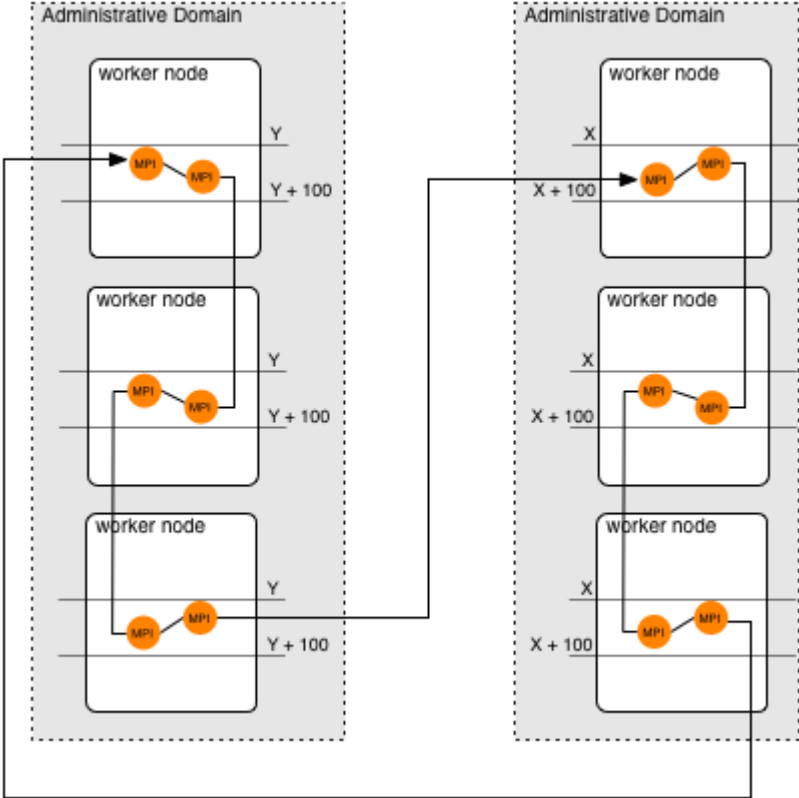 Administrative Domain
worker node
Y
MPI
MPI
Y + 100
worker node
Y
MPI
MPI
Y + 100
worker node
Y
MPI
MPI
Y + 100
Administrative Domain
worker node
X
MPI
MPI
X + 100
worker node
X
MPI
MPI
X + 100
worker node
X
MPI
MPI
X + 100